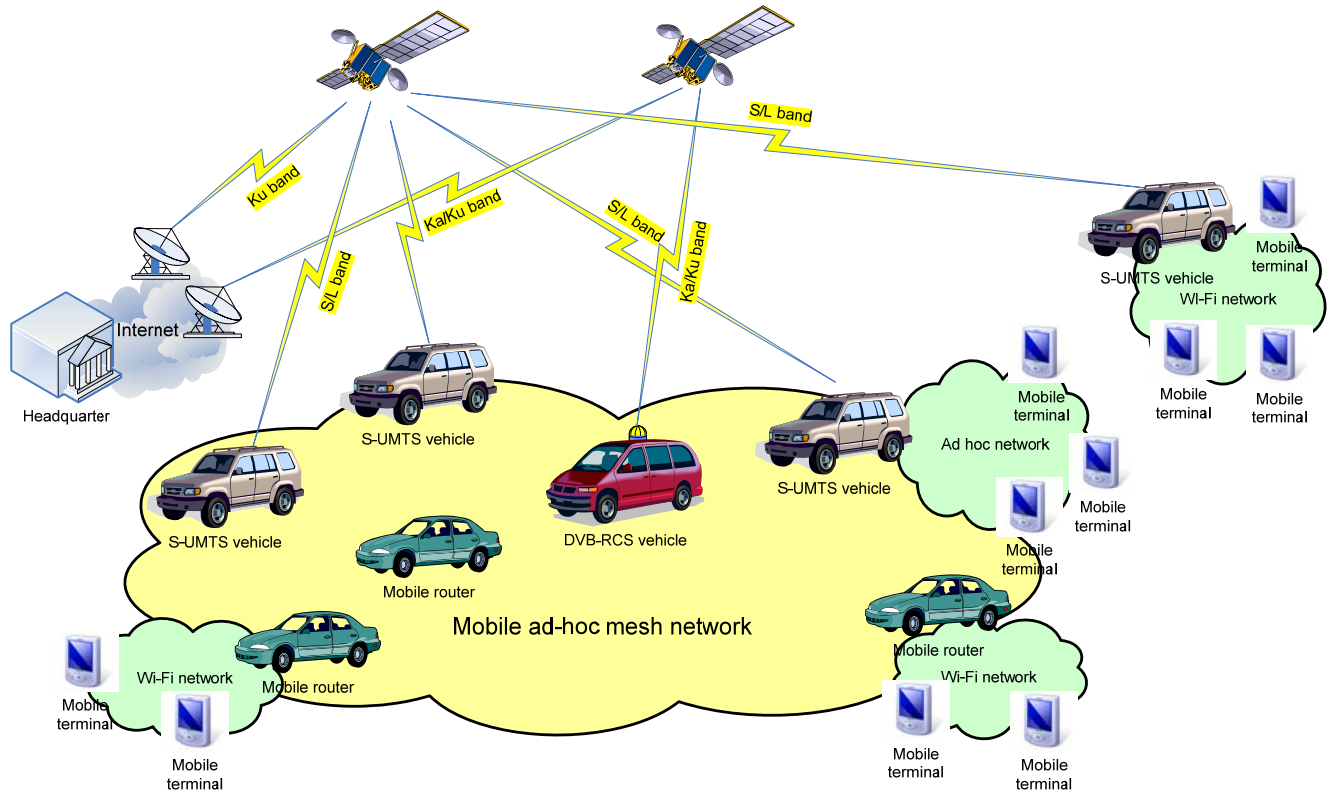 S/L band
Ku band
Ka/Ku band
S/L band
S/L band
Ka/Ku band
Mobile
terminal
S-UMTS vehicle
WI-Fi network
Internet
Headquarter
Mobile
terminal
Mobile
terminal
Mobile
terminal
S-UMTS vehicle
Ad hoc network
S-UMTS vehicle
Mobile
terminal
S-UMTS vehicle
DVB-RCS vehicle
Mobile
terminal
Mobile router
Mobile ad-hoc mesh network
Mobile router
Wi-Fi network
Mobile router
Wi-Fi network
Mobile
terminal
Mobile
terminal
Mobile
terminal
Mobile
terminal